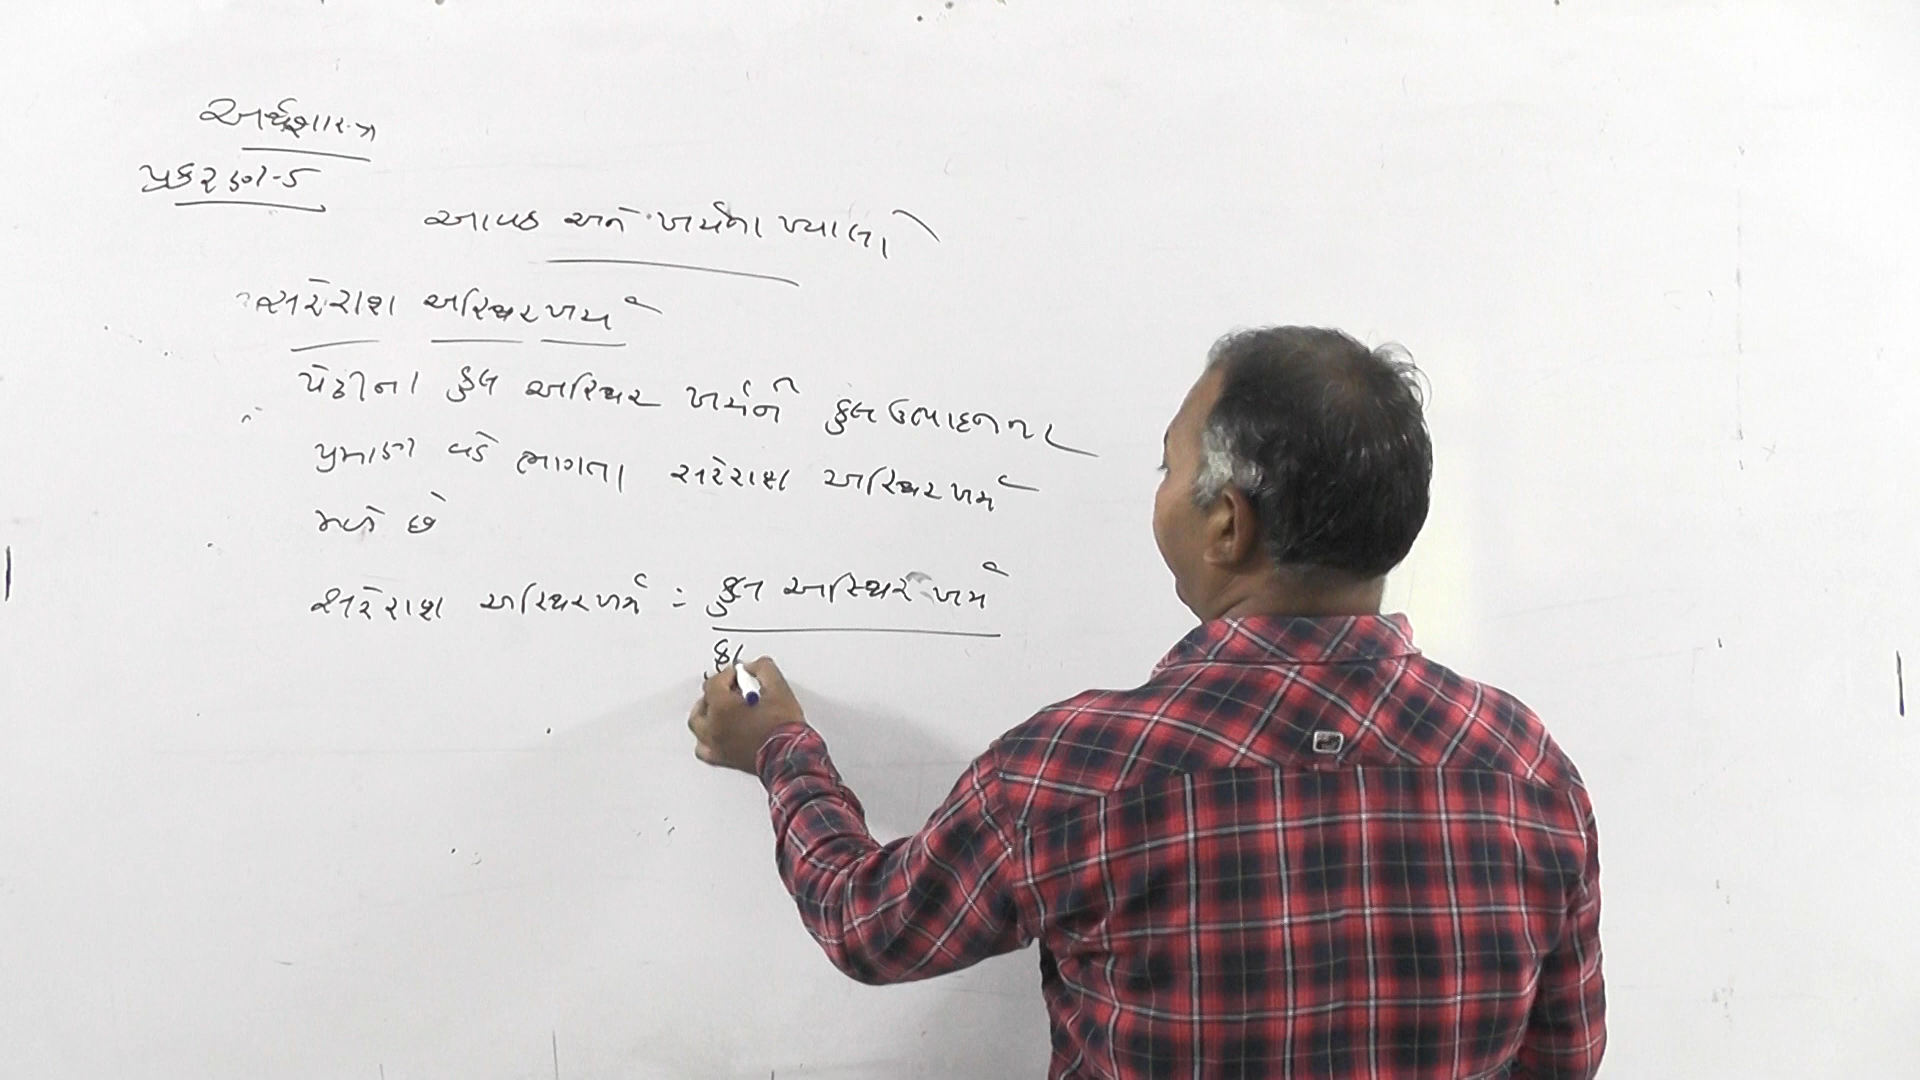 અર્થશાસ્ત્ર
પ્રકરણ-5
આવક અને ખર્ચના ખ્યાલો
સરેરાશ અસ્થિર ખર્ચ
પેઢીના કુલ અસ્થિર ખર્ચને કુલ ઉત્પાદનના
પ્રમાણ વડે ભાગતા સરેરાશ અસ્થિર ખર્ચ
મળે છે
સરેરાશ અસ્થિર ખર્ચ = કુલ અસ્થિર ખર્ચ
કુલ